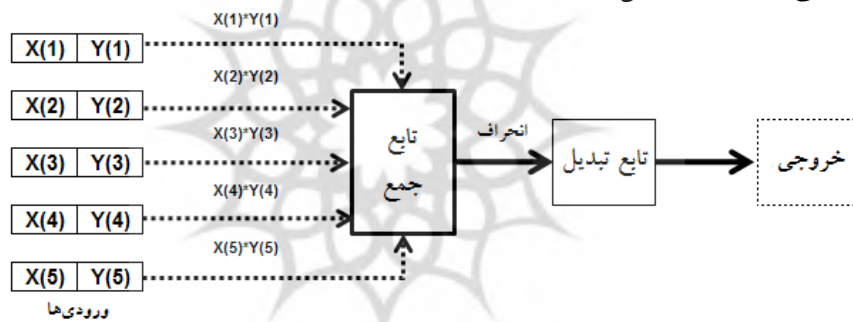 X(1) Y(1)
X(1)*Y(1)
X(2) Y(2)
X(2)*Y(2)
X(3) Y(3)
X(3)*Y(3)
X(4) Y(4)
X(4)*Y(4)
X(5) Y(5)
X(5)*Y(5)
ورودی‌ها
تابع
جمع
انحراف
تابع تبدیل
خروجی